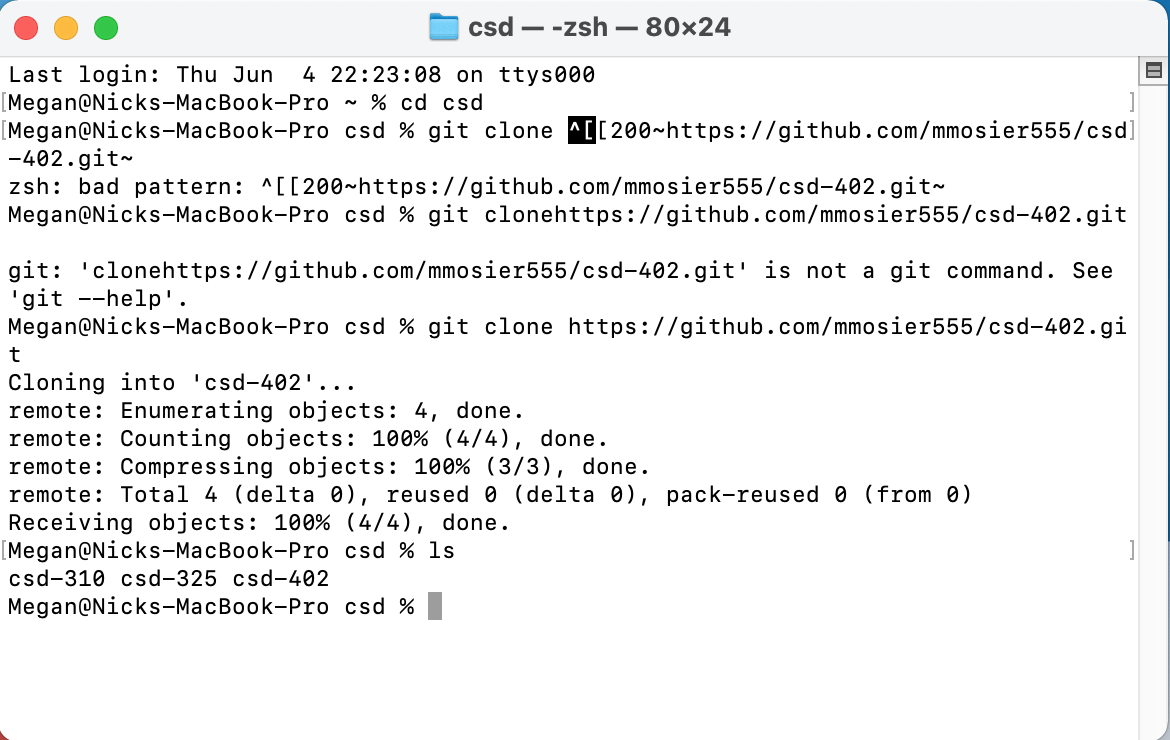 csd — -zsh — 80×24
Last login: Thu Jun  4 22:23:08 on ttys000
[Megan@Nicks-MacBook-Pro ~ % cd csd ]
[Megan@Nicks-MacBook-Pro csd % git clone ^[[200~https://github.com/mmosier555/csd]
-402.git~
zsh: bad pattern: ^[[200~https://github.com/mmosier555/csd-402.git~
Megan@Nicks-MacBook-Pro csd % git clonehttps://github.com/mmosier555/csd-402.git
git: 'clonehttps://github.com/mmosier555/csd-402.git' is not a git command. See
'git --help'.
Megan@Nicks-MacBook-Pro csd % git clone https://github.com/mmosier555/csd-402.gi
t
Cloning into 'csd-402'...
remote: Enumerating objects: 4, done.
remote: Counting objects: 100% (4/4), done.
remote: Compressing objects: 100% (3/3), done.
remote: Total 4 (delta 0), reused 0 (delta 0), pack-reused 0 (from 0)
Receiving objects: 100% (4/4), done.
[Megan@Nicks-MacBook-Pro csd % ls ]
csd-310 csd-325 csd-402
Megan@Nicks-MacBook-Pro csd %